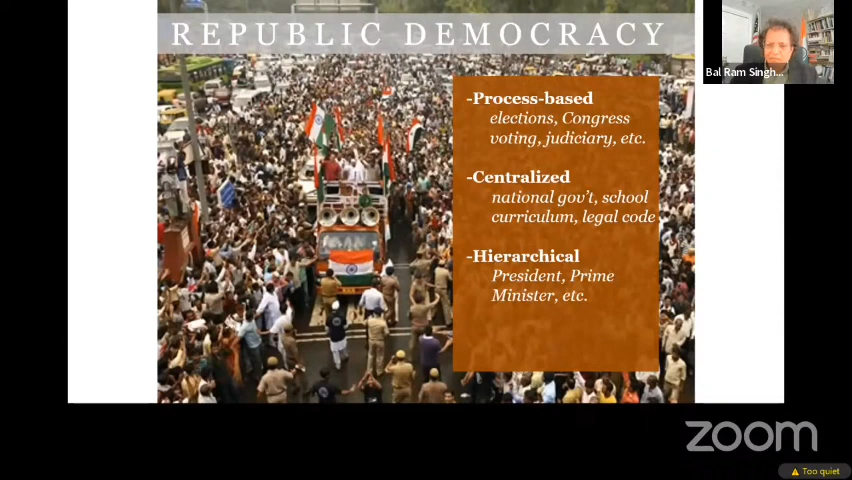 REPUBLIC DEMOCRACY
Bal Ram Singh...
-Process-based
elections, Congress
voting, judiciary, etc.
-Centralized
national gov't, school
curriculum, legal code
-Hierarchical
President, Prime
Minister, etc.
zoom
Too quiet